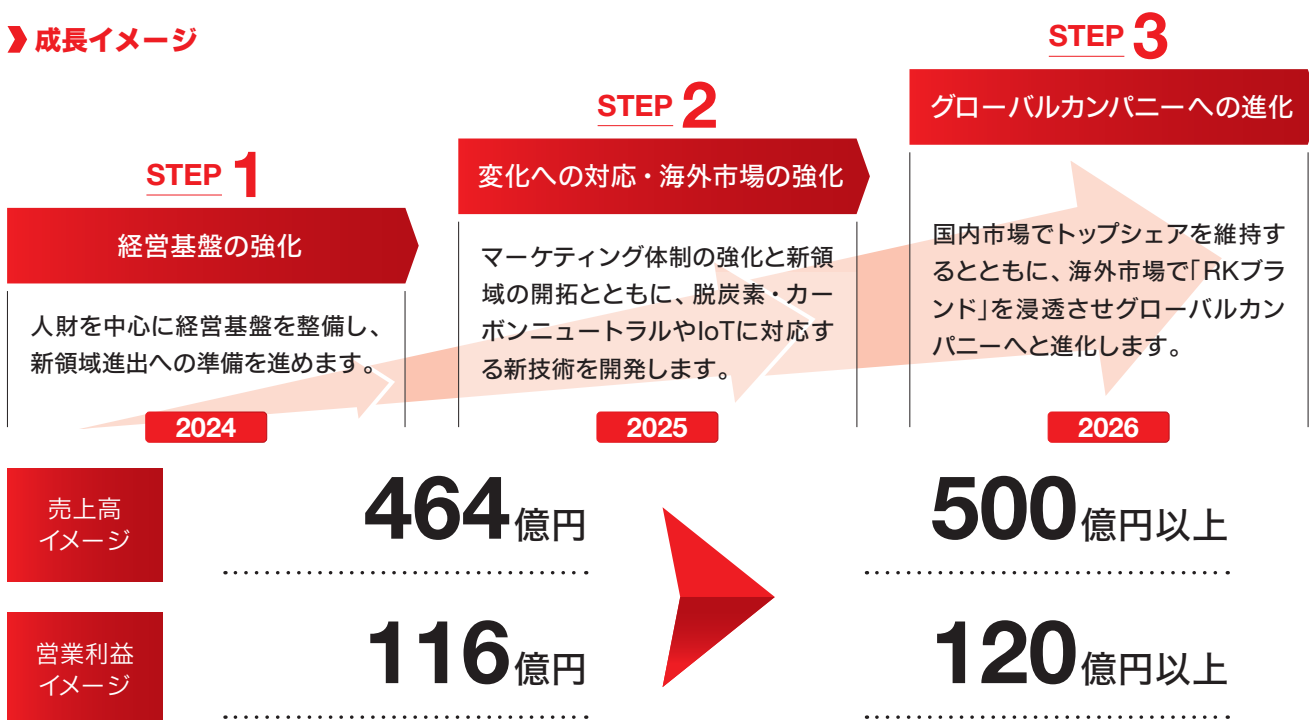 成長イメージ
STEP 1
経営基盤の強化
人財を中心に経営基盤を整備し、
新領域進出への準備を進めます。
2024
STEP 2
変化への対応・海外市場の強化
マーケティング体制の強化と新領
域の開拓とともに、脱炭素・カー
ボンニュートラルやIoTに対応す
る新技術を開発します。
2025
STEP 3
グローバルカンパニーへの進化
国内市場でトップシェアを維持す
るとともに、海外市場で「RKブラ
ンド」を浸透させグローバルカン
パニーへと進化します。
2026
売上高
イメージ
464億円
500億円以上
営業利益
イメージ
116億円
120億円以上